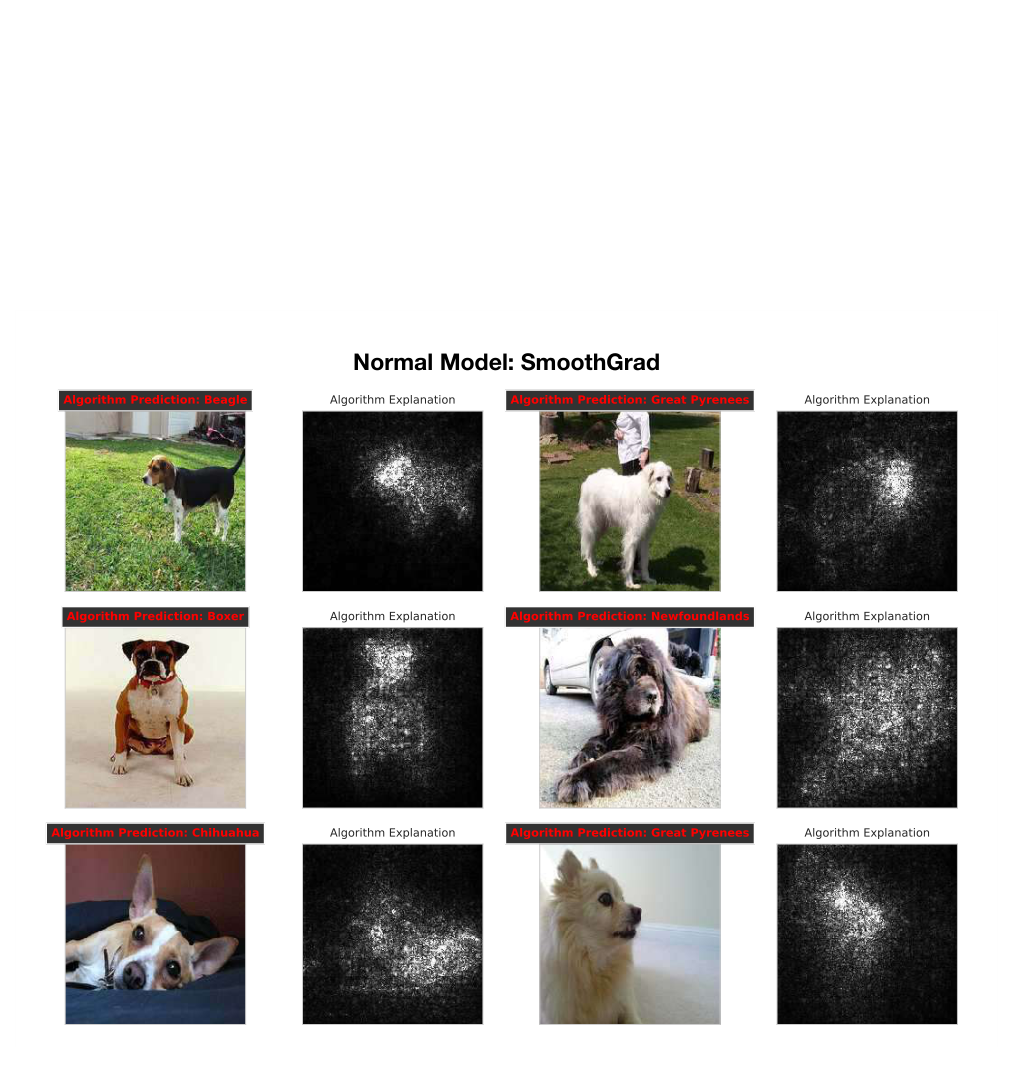 Normal Model: SmoothGrad
Algorithm Prediction: Beagle
Algorithm Explanation
Algorithm Prediction: Great Pyrenees
Algorithm Explanation
Algorithm Prediction: Boxer
Algorithm Explanation
Algorithm Prediction: Newfoundlands
Algorithm Explanation
Algorithm Prediction: Chihuahua
Algorithm Explanation
Algorithm Prediction: Great Pyrenees
Algorithm Explanation